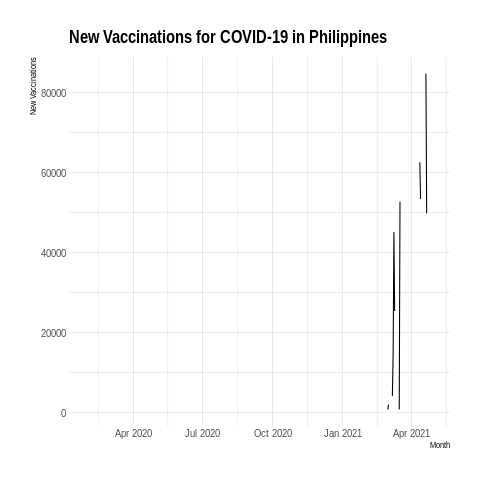 New Vaccinations for COVID-19 in Philippines
New Vaccinations
80000
60000
40000
20000
0
Apr 2020 Jul 2020 Oct 2020 Jan 2021 Apr 2021
Month